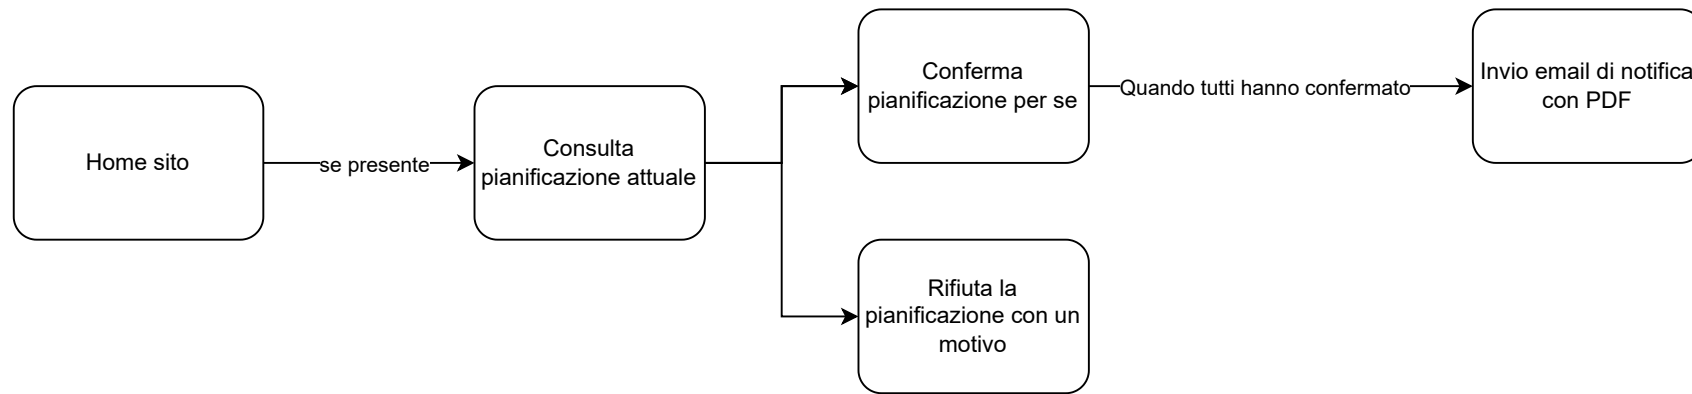 Home sito
se presente
Consulta
pianificazione attuale
Conferma
pianificazione per se
Quando tutti hanno confermato
Invio email di notifica
con PDF
Rifiuta la
pianificazione con un
motivo